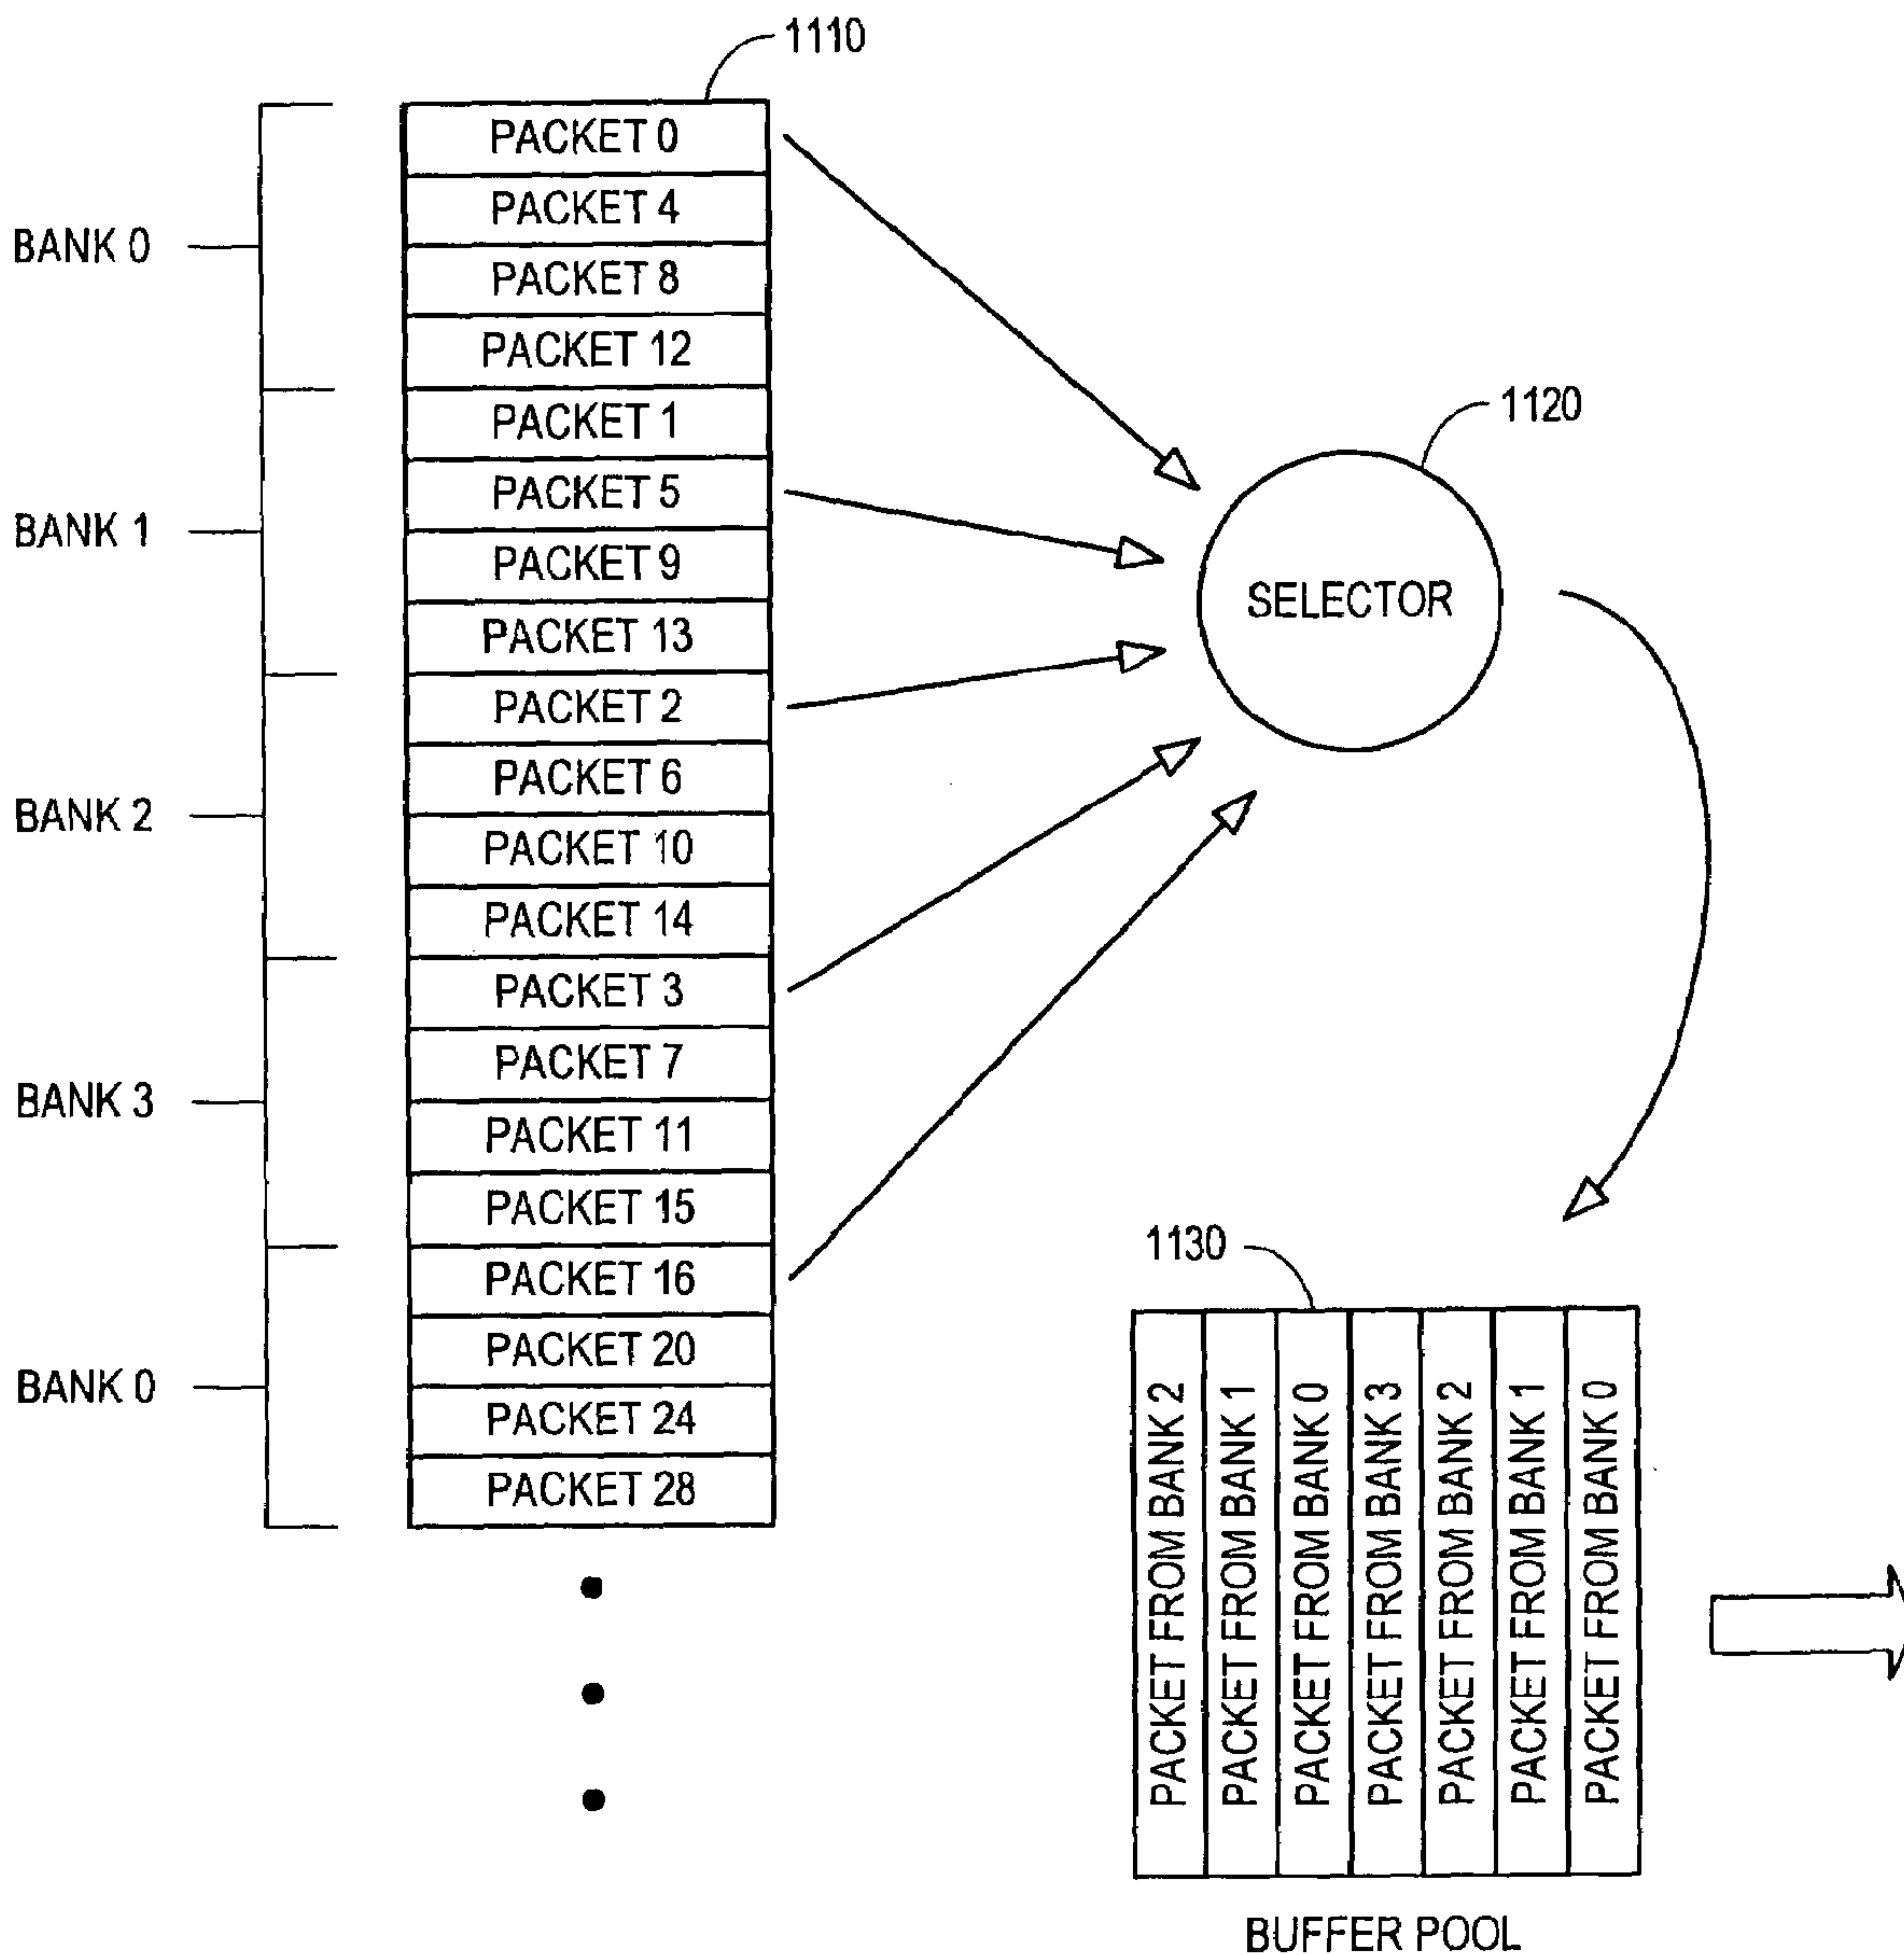 1110
BANK 0
PACKET 0
PACKET 4
PACKET 8
PACKET 12
BANK 1
PACKET 1
PACKET 5
PACKET 9
PACKET 13
BANK 2
PACKET 2
PACKET 6
PACKET 10
PACKET 14
BANK 3
PACKET 3
PACKET 7
PACKET 11
PACKET 15
BANK 0
PACKET 16
PACKET 20
PACKET 24
PACKET 28
1120
SELECTOR
1130
PACKET FROM BANK 2
PACKET FROM BANK 1
PACKET FROM BANK 0
PACKET FROM BANK 3
PACKET FROM BANK 2
PACKET FROM BANK 1
PACKET FROM BANK 0
BUFFER POOL